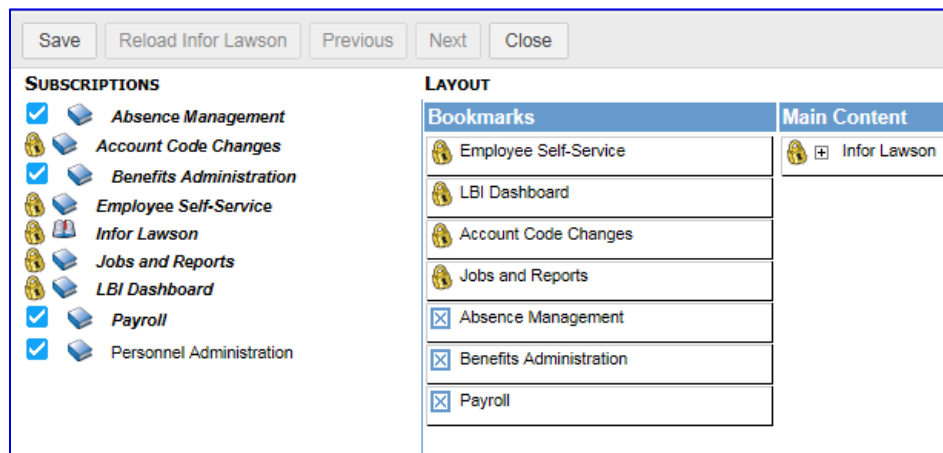 Save Reload Infor Lawson Previous Next Close
SUBSCRIPTIONS
Absence Management
Account Code Changes
Benefits Administration
Employee Self-Service
Infor Lawson
Jobs and Reports
LBI Dashboard
Payroll
Personnel Administration
LAYOUT
Bookmarks
Employee Self-Service
LBI Dashboard
Account Code Changes
Jobs and Reports
Absence Management
Benefits Administration
Payroll
Main Content
Infor Lawson